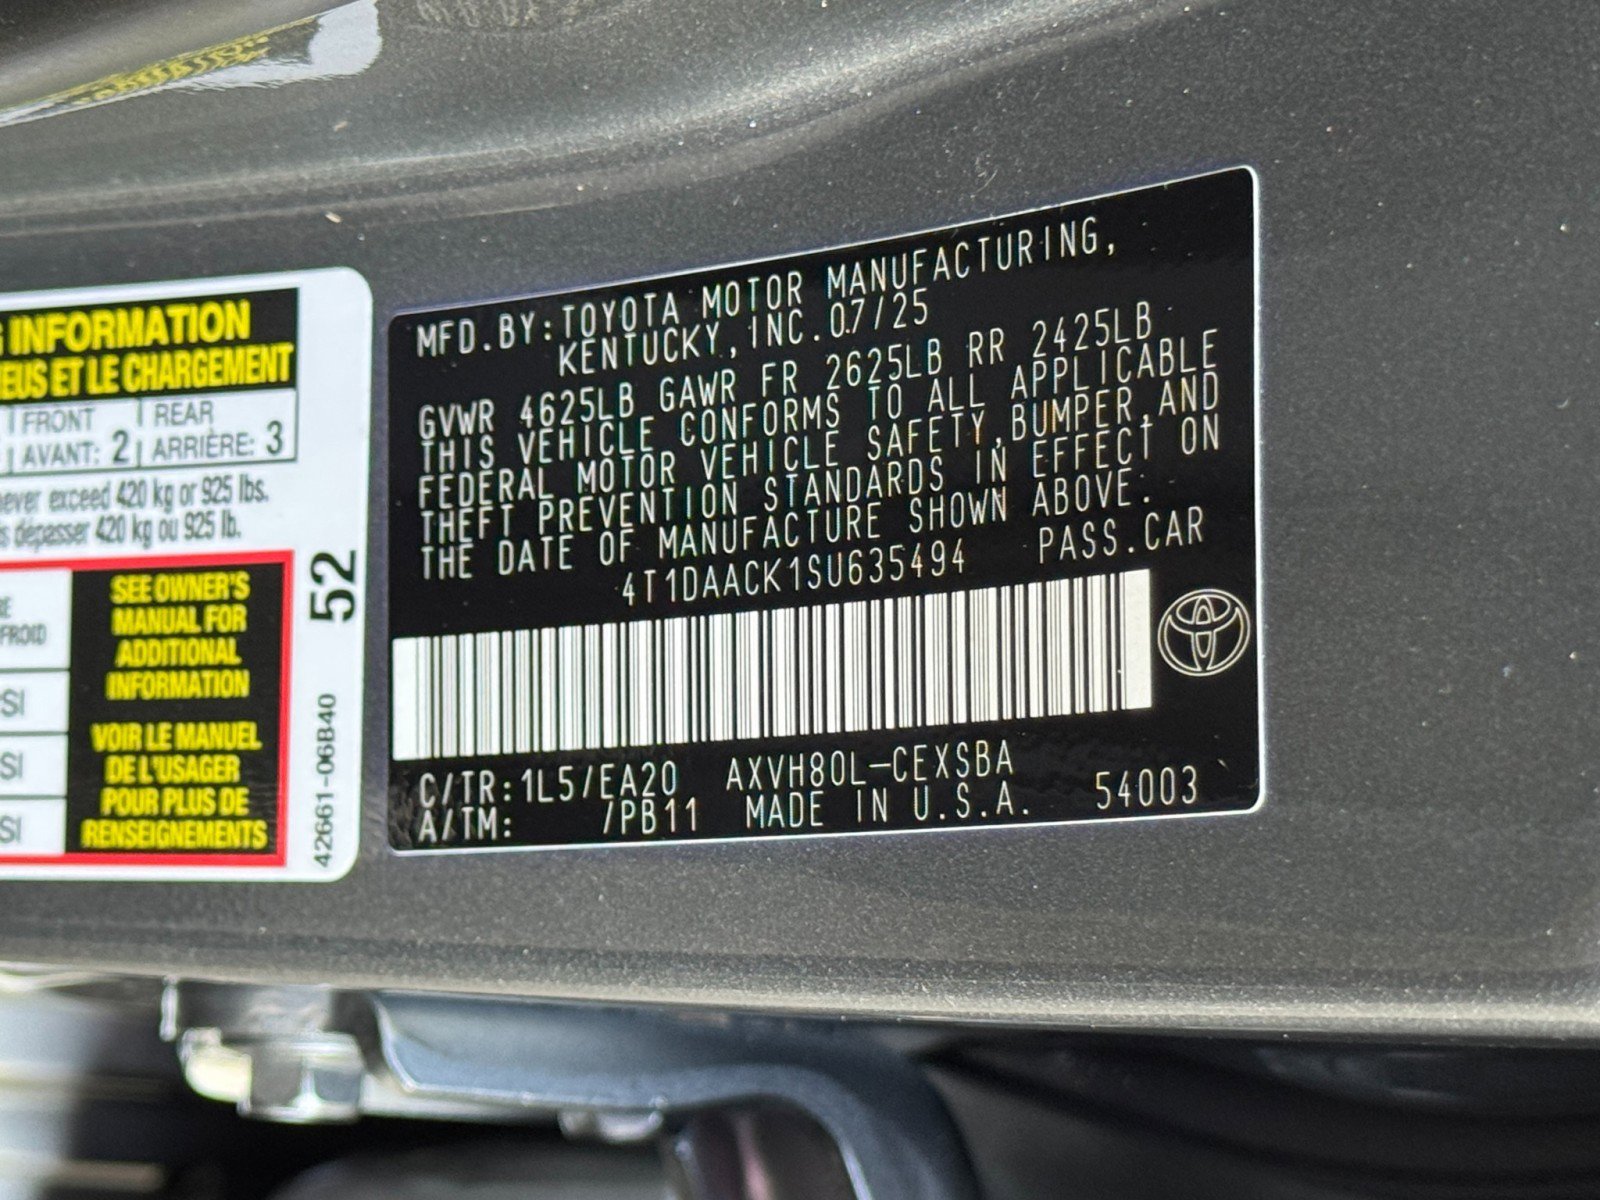 INFORMATION
ET LE CHARGEMENT
FRONT REAR
AVANT: 2 ARRIÈRE: 3
never exceed 420 kg or 925 lbs.
dépasser 420 kg ou 925 lb.
FROID
SEE OWNER'S
MANUAL FOR
ADDITIONAL
INFORMATION
VOIR LE MANUEL
DE L'USAGER
POUR PLUS DE
RENSEIGNEMENTS
52
42661-06B40
MFD.BY:TOYOTA MOTOR MANUFACTURING,
KENTUCKY,INC.07/25
GVWR 4625LB GAWR FR 2625LB RR 2425LB
THIS VEHICLE CONFORMS TO ALL APPLICABLE
FEDERAL MOTOR VEHICLE SAFETY,BUMPER,AND
THEFT PREVENTION STANDARDS IN EFFECT ON
THE DATE OF MANUFACTURE SHOWN ABOVE.
4T1DAACK1SU635494 PASS.CAR
C/TR:1L5/EA20 AXVH80L-CEXSBA
A/TM: /PB11 MADE IN U.S.A. 54003